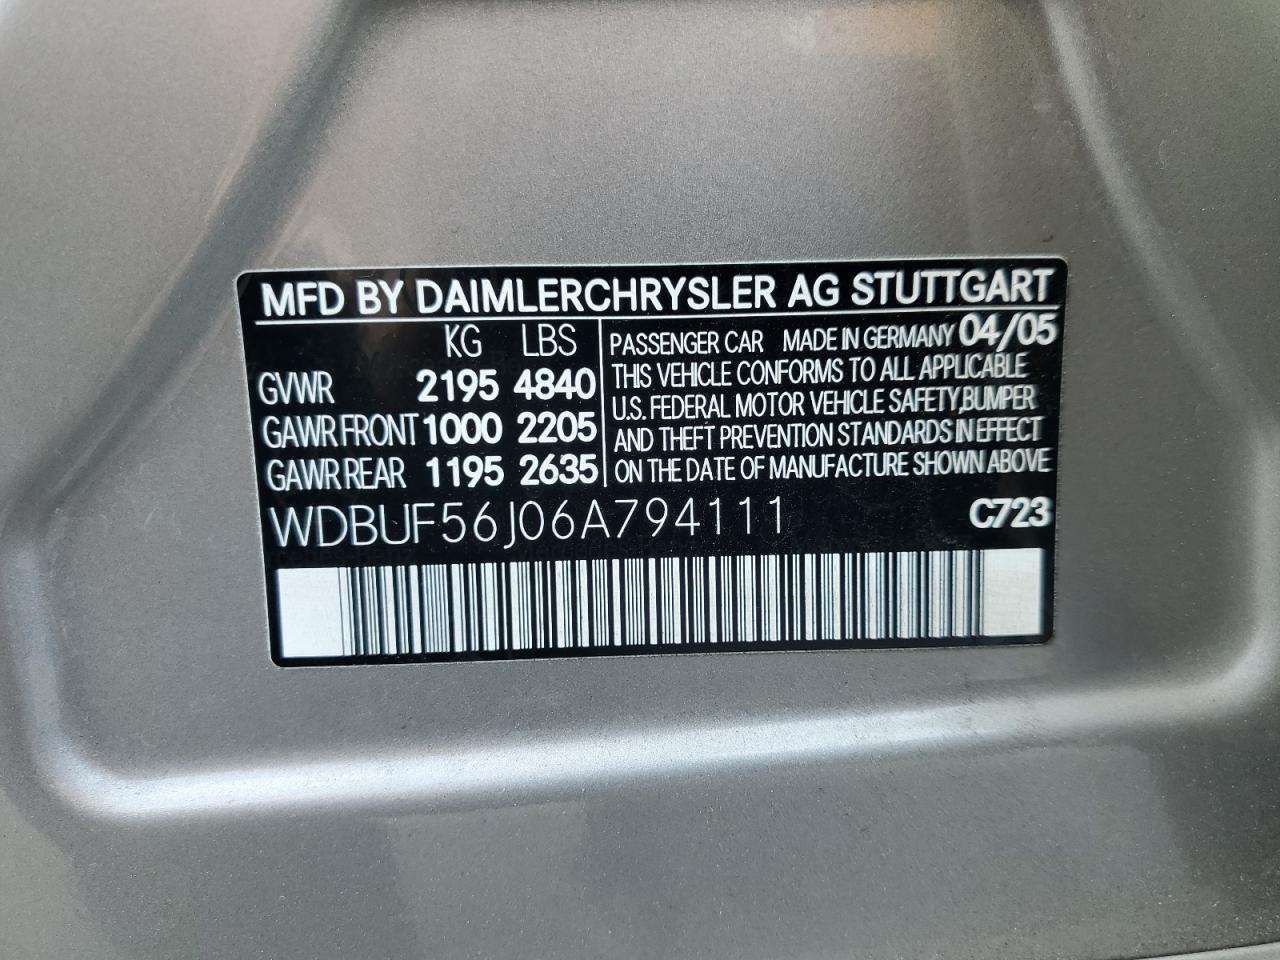 MFD BY DAIMLERCHRYSLER AG STUTTGART
KG LBS
GVWR 2195 4840
GAWR FRONT 1000 2205
GAWR REAR 1195 2635
PASSENGER CAR MADE IN GERMANY 04/05
THIS VEHICLE CONFORMS TO ALL APPLICABLE
U.S. FEDERAL MOTOR VEHICLE SAFETY,BUMPER
AND THEFT PREVENTION STANDARDS IN EFFECT
ON THE DATE OF MANUFACTURE SHOWN ABOVE
WDBUF56J06A794111 C723